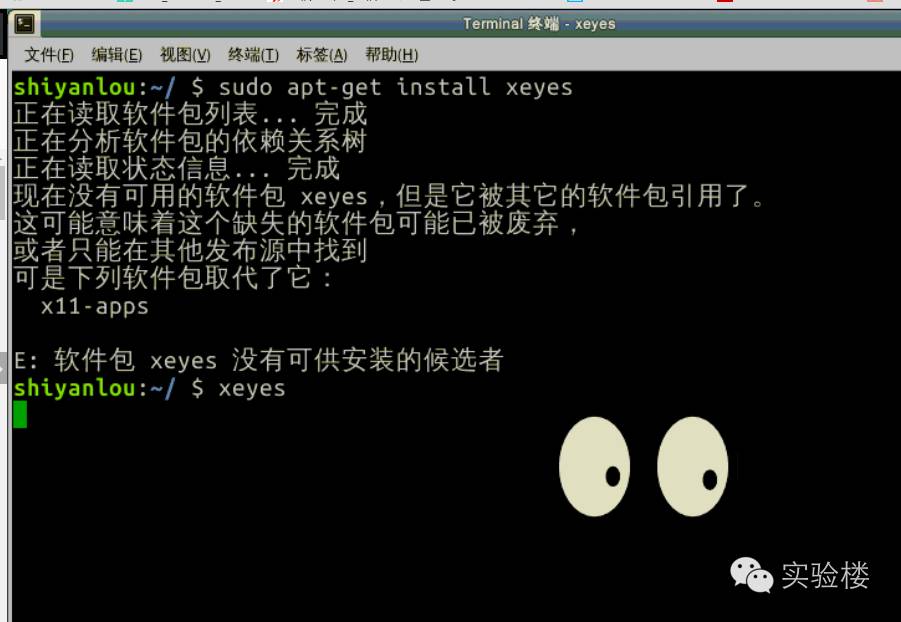 Terminal 终端 - xeyes
文件(F) 编辑(E) 视图(V) 终端(T) 标签(A) 帮助(H)
shiyanlou:~/ $ sudo apt-get install xeyes
正在读取软件包列表... 完成
正在分析软件包的依赖关系树
正在读取状态信息... 完成
现在没有可用的软件包 xeyes，但是它被其它的软件包引用了。
这可能意味着这个缺失的软件包可能已被废弃，
或者只能在其他发布源中找到
可是下列软件包取代了它：
x11-apps
E: 软件包 xeyes 没有可供安装的候选者
shiyanlou:~/ $ xeyes
实验楼